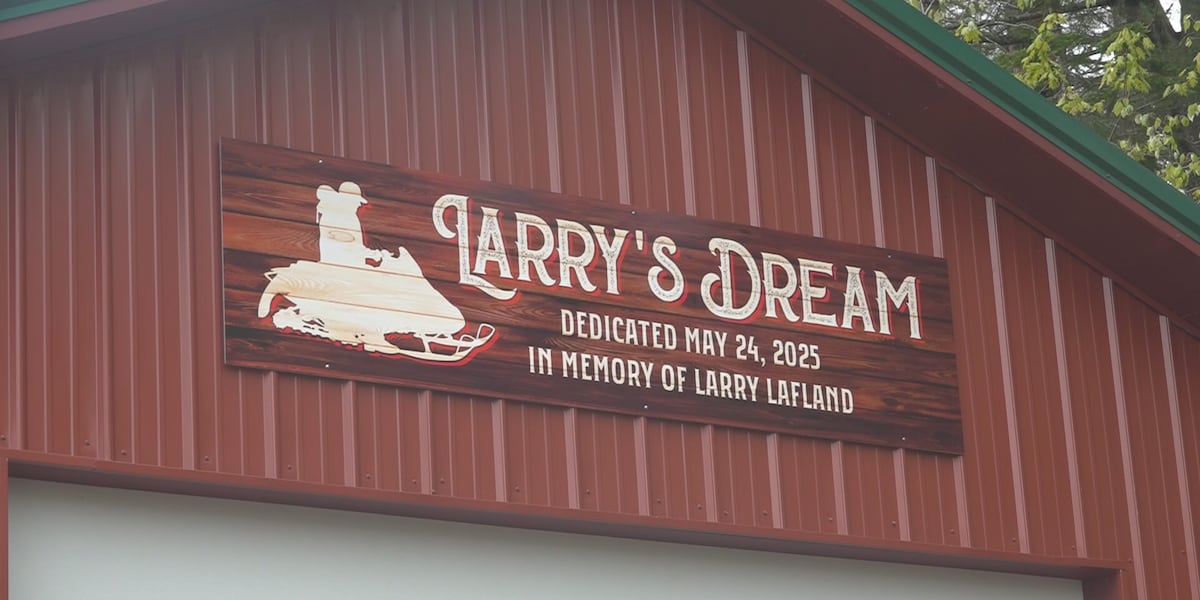 LARRY'S DREAM
DEDICATED MAY 24, 2025
IN MEMORY OF LARRY LAFLAND